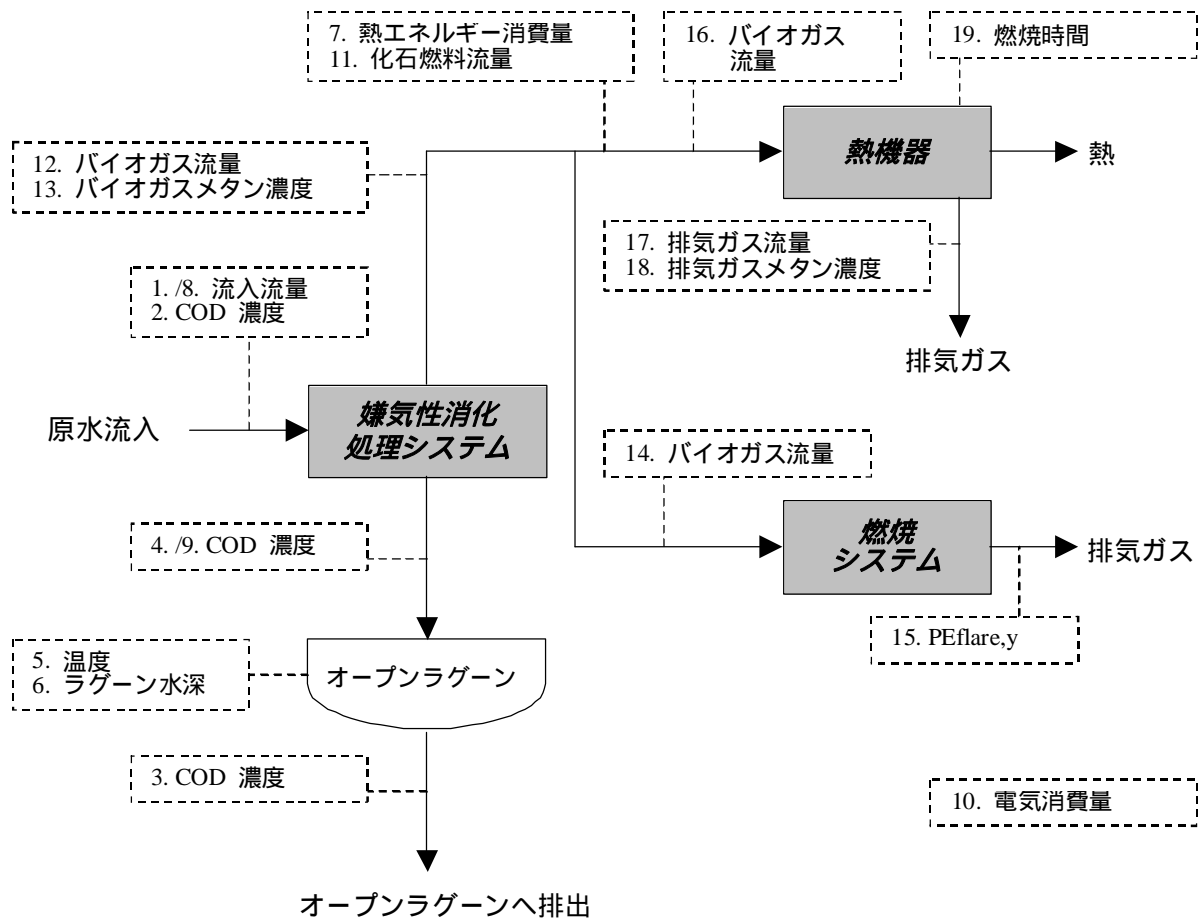 7. 熱エネルギー消費量
11. 化石燃料流量
16. バイオガス
流量
19. 燃焼時間
12. バイオガス流量
13. バイオガスメタン濃度
熱機器
熱
17. 排気ガス流量
18. 排気ガスメタン濃度
1. /8. 流入流量
2. COD 濃度
排気ガス
原水流入
嫌気性消化
処理システム
14. バイオガス流量
4. /9. COD 濃度
燃焼
システム
排気ガス
15. PEflare,y
5. 温度
6. ラグーン水深
オープンラグーン
3. COD 濃度
10. 電気消費量
オープンラグーンへ排出